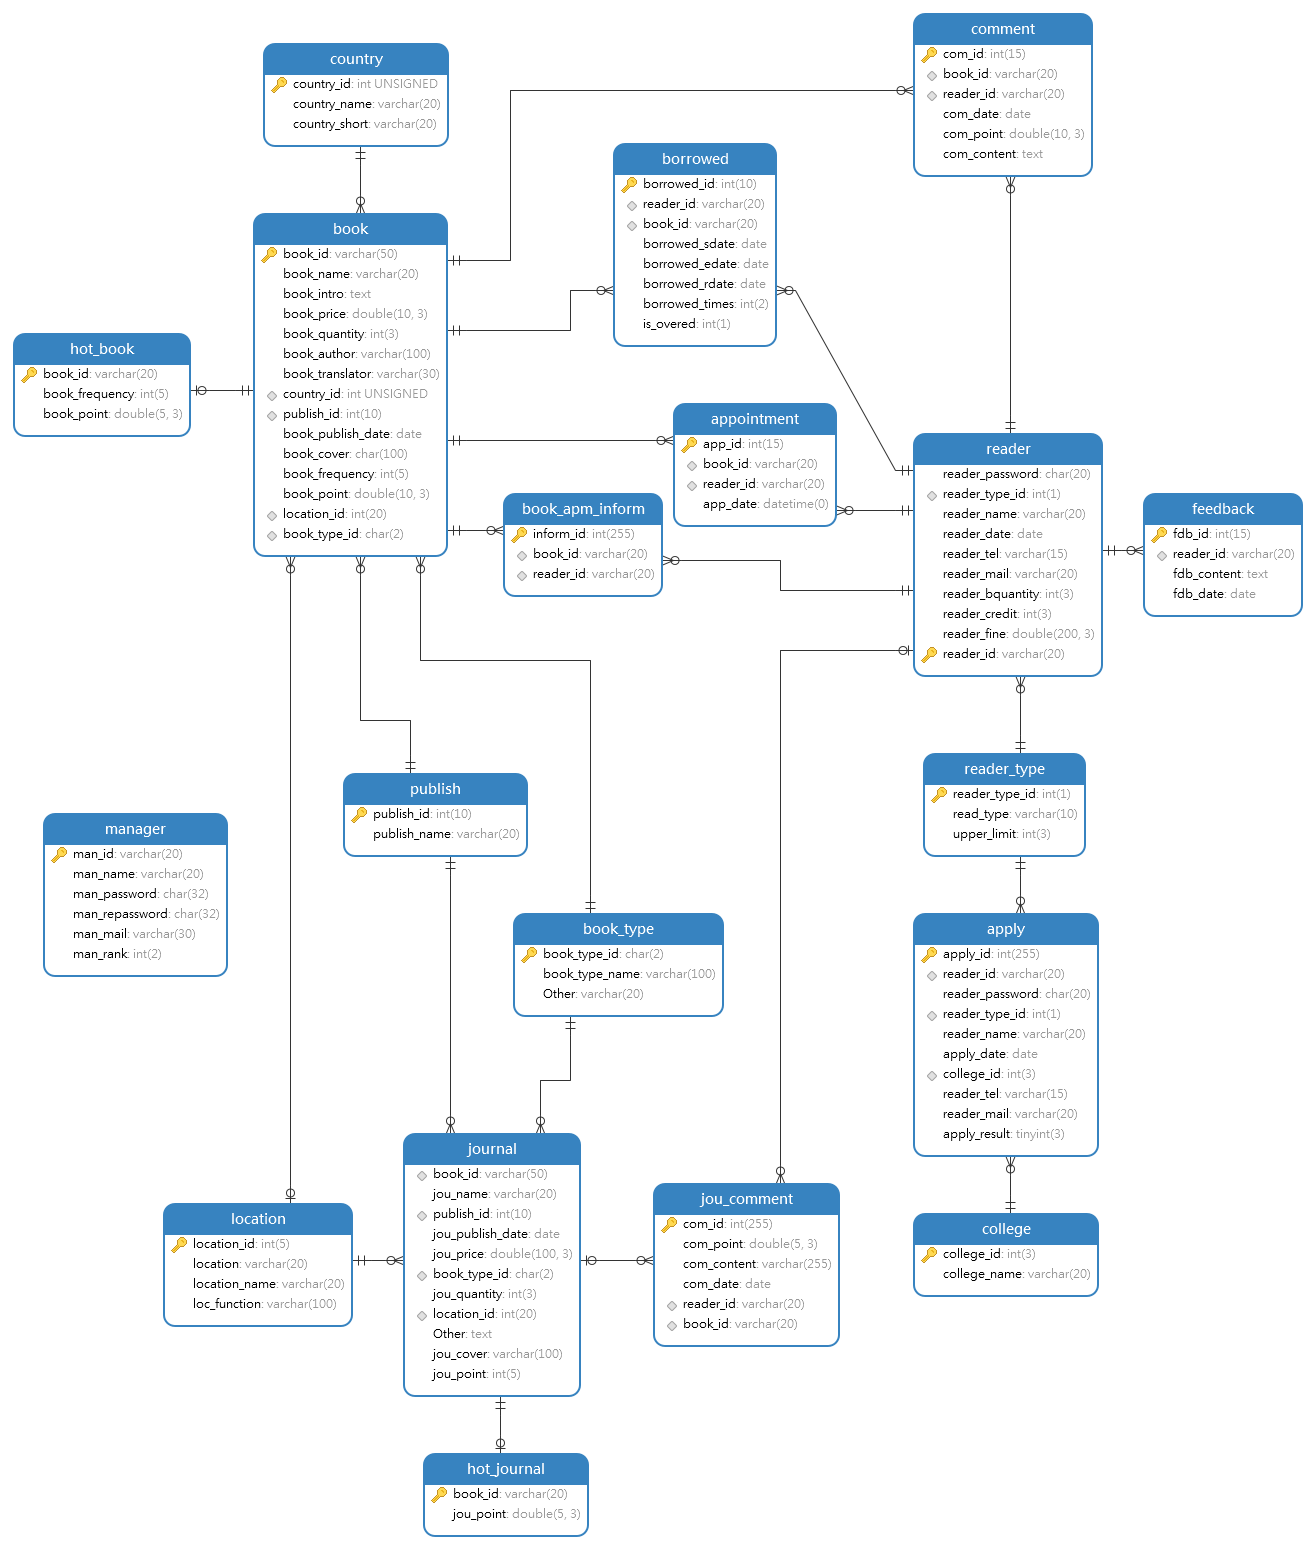 comment
com_id: int(15)
book_id: varchar(20)
reader_id: varchar(20)
com_date: date
com_point: double(10, 3)
com_content: text
country
country_id: int UNSIGNED
country_name: varchar(20)
country_short: varchar(20)
borrowed
borrowed_id: int(10)
reader_id: varchar(20)
book_id: varchar(20)
borrowed_sdate: date
borrowed_edate: date
borrowed_rdate: date
borrowed_times: int(2)
is_overed: int(1)
book
book_id: varchar(50)
book_name: varchar(20)
book_intro: text
book_price: double(10, 3)
book_quantity: int(3)
book_author: varchar(100)
book_translator: varchar(30)
country_id: int UNSIGNED
publish_id: int(10)
book_publish_date: date
book_cover: char(100)
book_frequency: int(5)
book_point: double(10, 3)
location_id: int(20)
book_type_id: char(2)
hot_book
book_id: varchar(20)
book_frequency: int(5)
book_point: double(5, 3)
appointment
app_id: int(15)
book_id: varchar(20)
reader_id: varchar(20)
app_date: datetime(0)
reader
reader_password: char(20)
reader_type_id: int(1)
reader_name: varchar(20)
reader_date: date
reader_tel: varchar(15)
reader_mail: varchar(20)
reader_bquantity: int(3)
reader_credit: int(3)
reader_fine: double(200, 3)
reader_id: varchar(20)
book_apm_inform
inform_id: int(255)
book_id: varchar(20)
reader_id: varchar(20)
feedback
fdb_id: int(15)
reader_id: varchar(20)
fdb_content: text
fdb_date: date
reader_type
reader_type_id: int(1)
read_type: varchar(10)
upper_limit: int(3)
publish
publish_id: int(10)
publish_name: varchar(20)
manager
man_id: varchar(20)
man_name: varchar(20)
man_password: char(32)
man_repassword: char(32)
man_mail: varchar(30)
man_rank: int(2)
book_type
book_type_id: char(2)
book_type_name: varchar(100)
Other: varchar(20)
apply
apply_id: int(255)
reader_id: varchar(20)
reader_password: char(20)
reader_type_id: int(1)
reader_name: varchar(20)
apply_date: date
college_id: int(3)
reader_tel: varchar(15)
reader_mail: varchar(20)
apply_result: tinyint(3)
journal
book_id: varchar(50)
jou_name: varchar(20)
publish_id: int(10)
jou_publish_date: date
jou_price: double(100, 3)
book_type_id: char(2)
jou_quantity: int(3)
location_id: int(20)
Other: text
jou_cover: varchar(100)
jou_point: int(5)
jou_comment
com_id: int(255)
com_point: double(5, 3)
com_content: varchar(255)
com_date: date
reader_id: varchar(20)
book_id: varchar(20)
location
location_id: int(5)
location: varchar(20)
location_name: varchar(20)
loc_function: varchar(100)
college
college_id: int(3)
college_name: varchar(20)
hot_journal
book_id: varchar(20)
jou_point: double(5, 3)